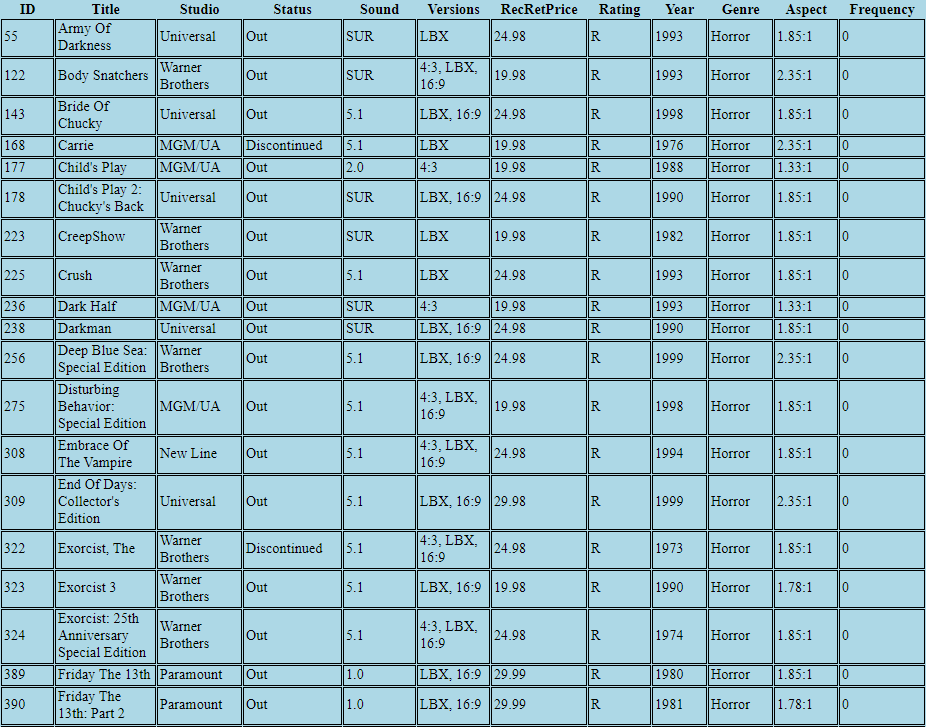 ID Title Studio Status Sound Versions RecRetPrice Rating Year Genre Aspect Frequency
55 Army Of Darkness Universal Out SUR LBX 24.98 R 1993 Horror 1.85:1 0
122 Body Snatchers Warner Brothers Out SUR 4:3, LBX, 16:9 19.98 R 1993 Horror 2.35:1 0
143 Bride Of Chucky Universal Out 5.1 LBX, 16:9 24.98 R 1998 Horror 1.85:1 0
168 Carrie MGM/UA Discontinued 5.1 LBX 19.98 R 1976 Horror 2.35:1 0
177 Child's Play MGM/UA Out 2.0 4:3 19.98 R 1988 Horror 1.33:1 0
178 Child's Play 2: Chucky's Back Universal Out SUR LBX, 16:9 24.98 R 1990 Horror 1.85:1 0
223 CreepShow Warner Brothers Out SUR LBX 19.98 R 1982 Horror 1.85:1 0
225 Crush Warner Brothers Out 5.1 LBX 24.98 R 1993 Horror 1.85:1 0
236 Dark Half MGM/UA Out SUR 4:3 19.98 R 1993 Horror 1.33:1 0
238 Darkman Universal Out SUR LBX, 16:9 24.98 R 1990 Horror 1.85:1 0
256 Deep Blue Sea: Special Edition Warner Brothers Out 5.1 LBX, 16:9 24.98 R 1999 Horror 2.35:1 0
275 Disturbing Behavior: Special Edition MGM/UA Out 5.1 4:3, LBX, 16:9 19.98 R 1998 Horror 1.85:1 0
308 Embrace Of The Vampire New Line Out 5.1 4:3, LBX, 16:9 24.98 R 1994 Horror 1.85:1 0
309 End Of Days: Collector's Edition Universal Out 5.1 LBX, 16:9 29.98 R 1999 Horror 2.35:1 0
322 Exorcist, The Warner Brothers Discontinued 5.1 4:3, LBX, 16:9 24.98 R 1973 Horror 1.85:1 0
323 Exorcist 3 Warner Brothers Out 5.1 LBX, 16:9 19.98 R 1990 Horror 1.78:1 0
324 Exorcist: 25th Anniversary Special Edition Warner Brothers Out 5.1 4:3, LBX, 16:9 24.98 R 1974 Horror 1.85:1 0
389 Friday The 13th Paramount Out 1.0 LBX, 16:9 29.99 R 1980 Horror 1.85:1 0
390 Friday The 13th: Part 2 Paramount Out 1.0 LBX, 16:9 29.99 R 1981 Horror 1.78:1 0